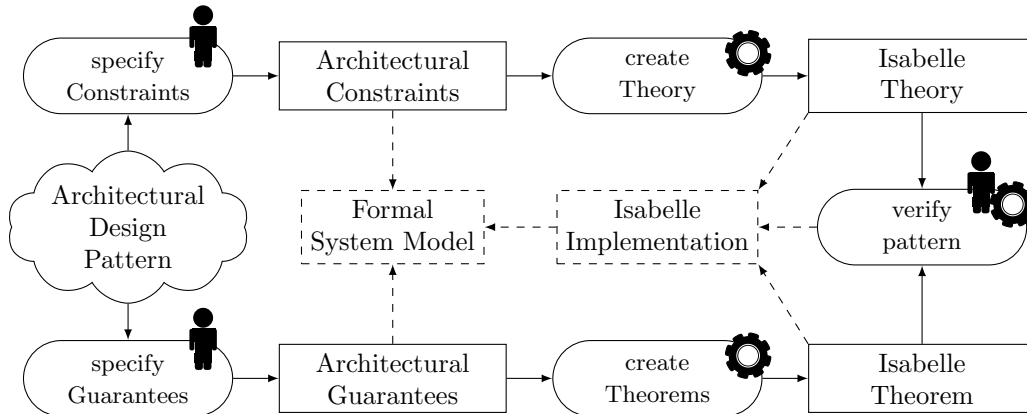 specify
Constraints
Architectural
Constraints
create
Theory
Isabelle
Theory
Architectural
Design
Pattern
Formal
System Model
Isabelle
Implementation
verify
pattern
specify
Guarantees
Architectural
Guarantees
create
Theorems
Isabelle
Theorem